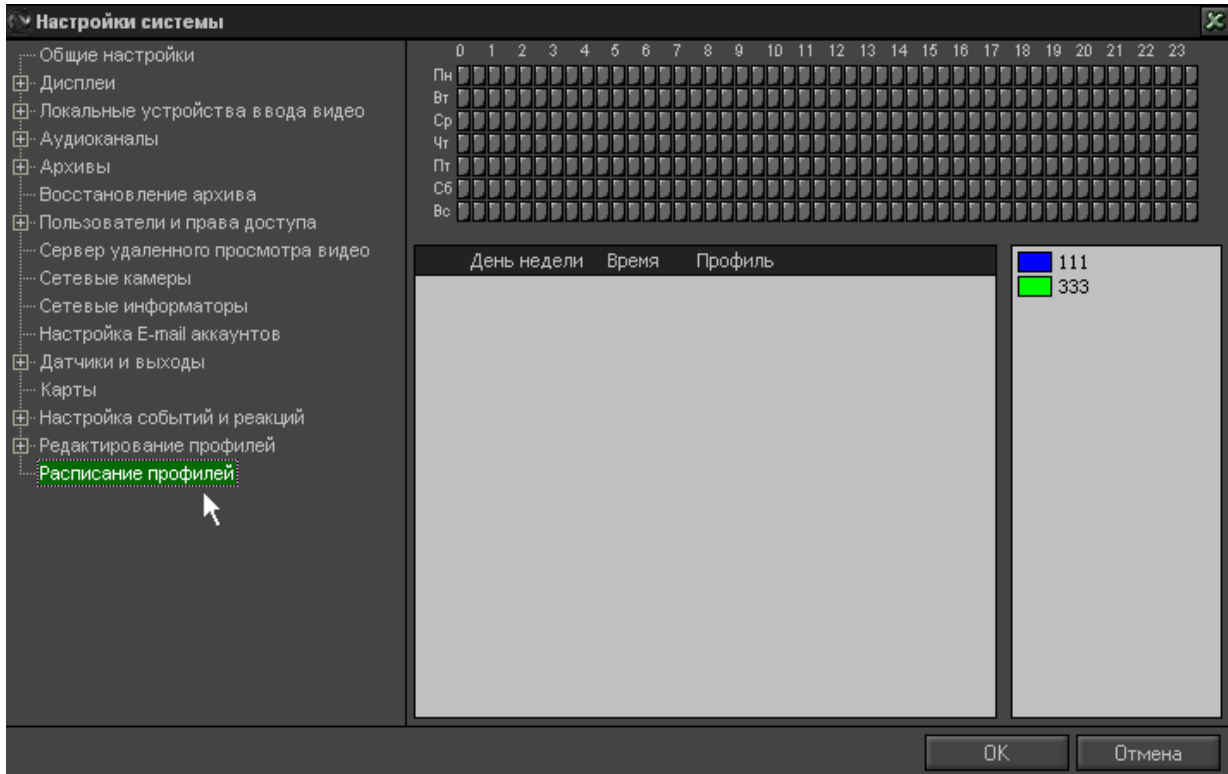 Настройки системы
Общие настройки
Дисплеи
Локальные устройства ввода видео
Аудиоканалы
Архивы
Восстановление архива
Пользователи и права доступа
Сервер удаленного просмотра видео
Сетевые камеры
Сетевые информаторы
Настройка E-mail аккаунтов
Датчики и выходы
Карты
Настройка событий и реакций
Редактирование профилей
Расписание профилей
0 1 2 3 4 5 6 7 8 9 10 11 12 13 14 15 16 17 18 19 20 21 22 23
Пн
Вт
Ср
Чт
Пт
Сб
Вс
День недели Время Профиль
111
333
OK Отмена